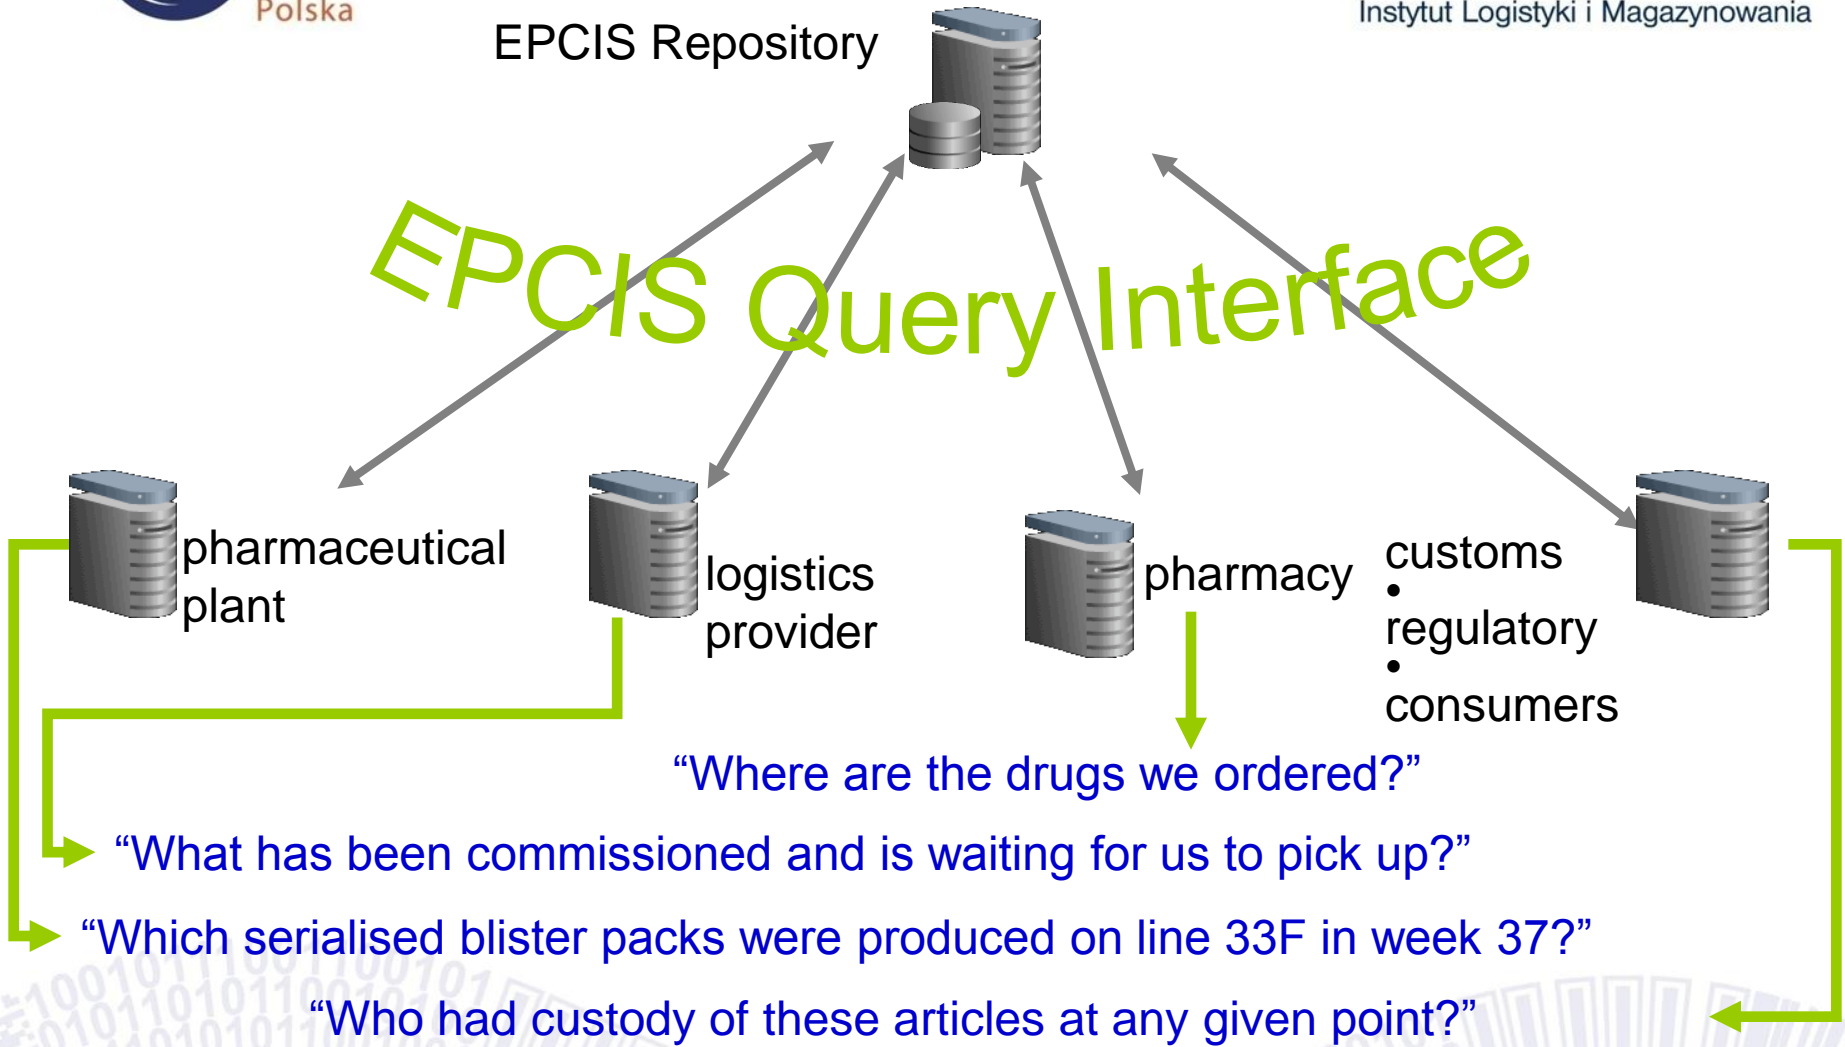 Polska
Instytut Logistyki i Magazynowania
EPCIS Repository
EPCIS Query Interface
pharmaceutical
plant
logistics
provider
pharmacy
customs
•
regulatory
•
consumers
“Where are the drugs we ordered?”
“What has been commissioned and is waiting for us to pick up?”
“Which serialised blister packs were produced on line 33F in week 37?”
“Who had custody of these articles at any given point?”